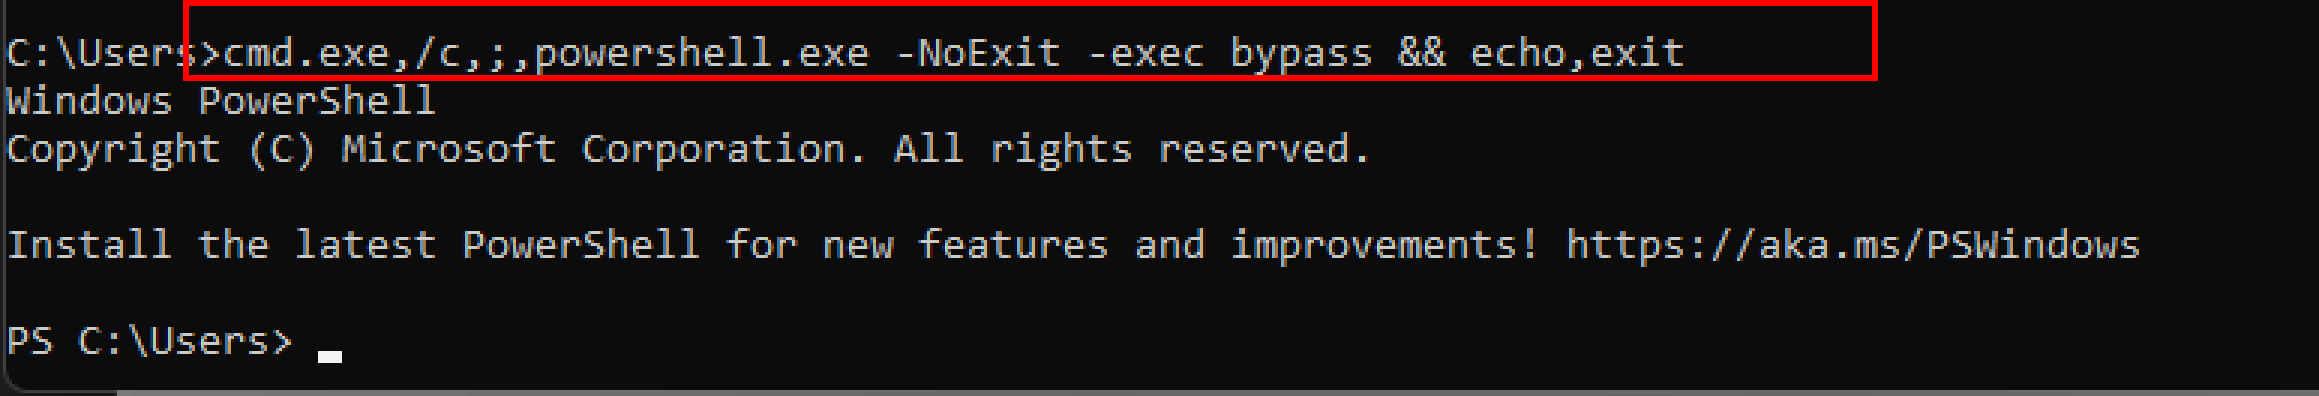 C:\Users>cmd.exe,/c,;,powershell.exe -NoExit -exec bypass && echo,exit
Windows PowerShell
Copyright (C) Microsoft Corporation. All rights reserved.
Install the latest PowerShell for new features and improvements! https://aka.ms/PSWindows
PS C:\Users>